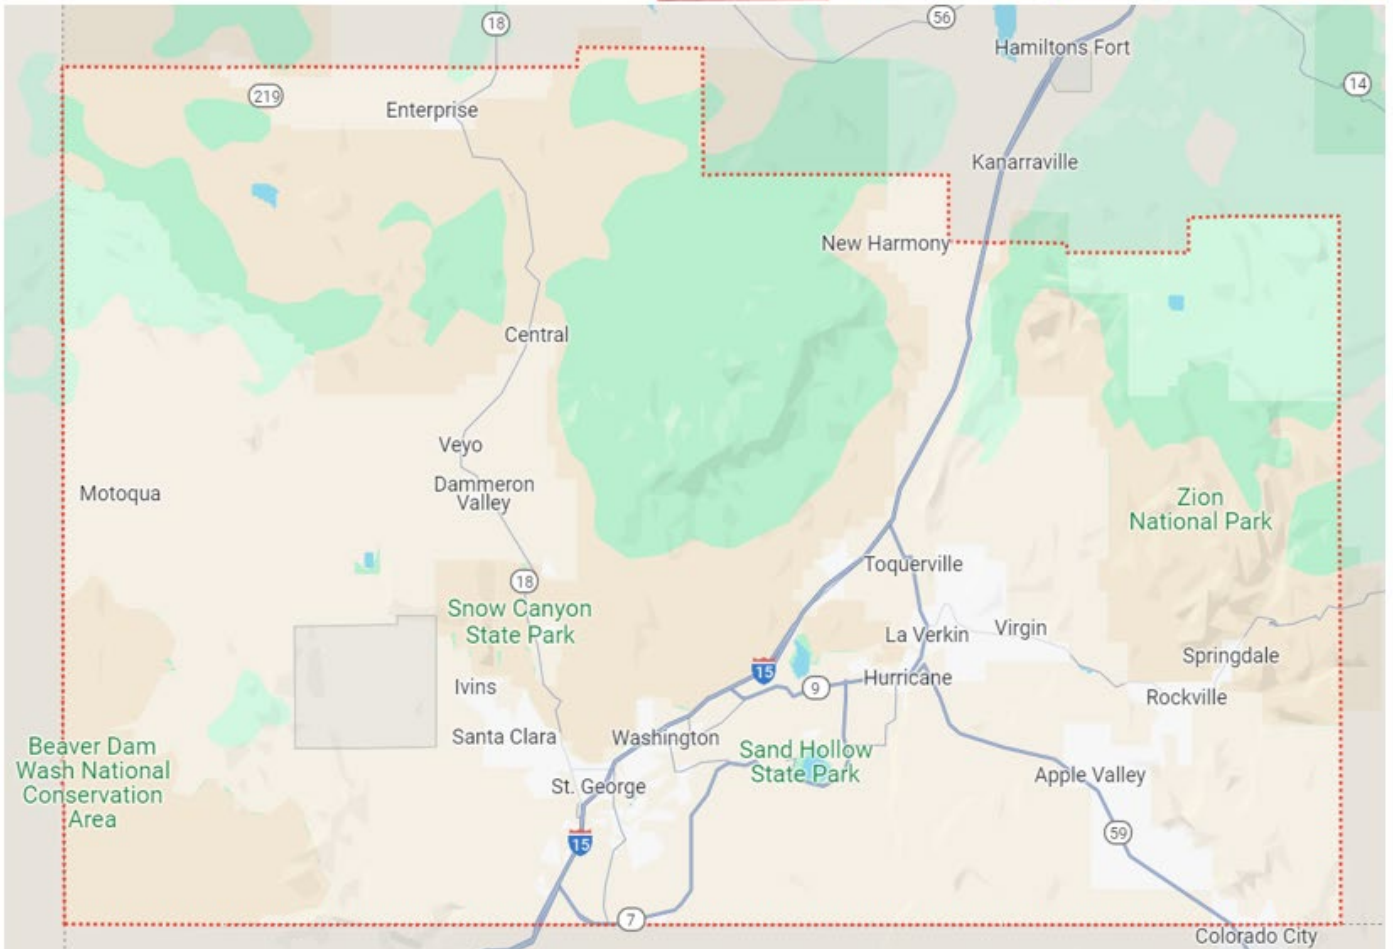 18
56
Hamiltons Fort
14
219
Enterprise
Kanarraville
New Harmony
Central
Veyo
Motoqua
Dammeron
Valley
Zion
National Park
Toquerville
18
Snow Canyon
State Park
La Verkin
Virgin
Springdale
15
Hurricane
Ivins
9
Rockville
Santa Clara
Washington
Sand Hollow
State Park
Beaver Dam
Wash National
Conservation
Area
Apple Valley
St. George
59
15
7
Colorado City